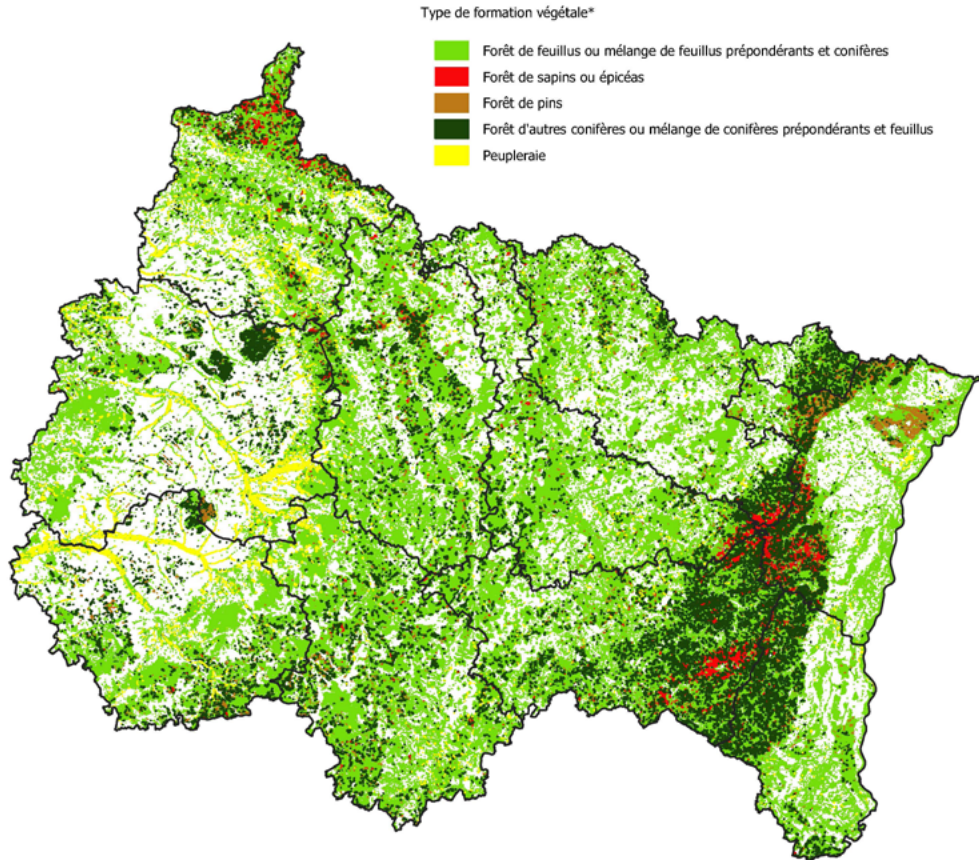 Type de formation végétale*
Forêt de feuillus ou mélange de feuillus prépondérants et conifères
Forêt de sapins ou épicéas
Forêt de pins
Forêt d'autres conifères ou mélange de conifères prépondérants et feuillus
Peupleraie